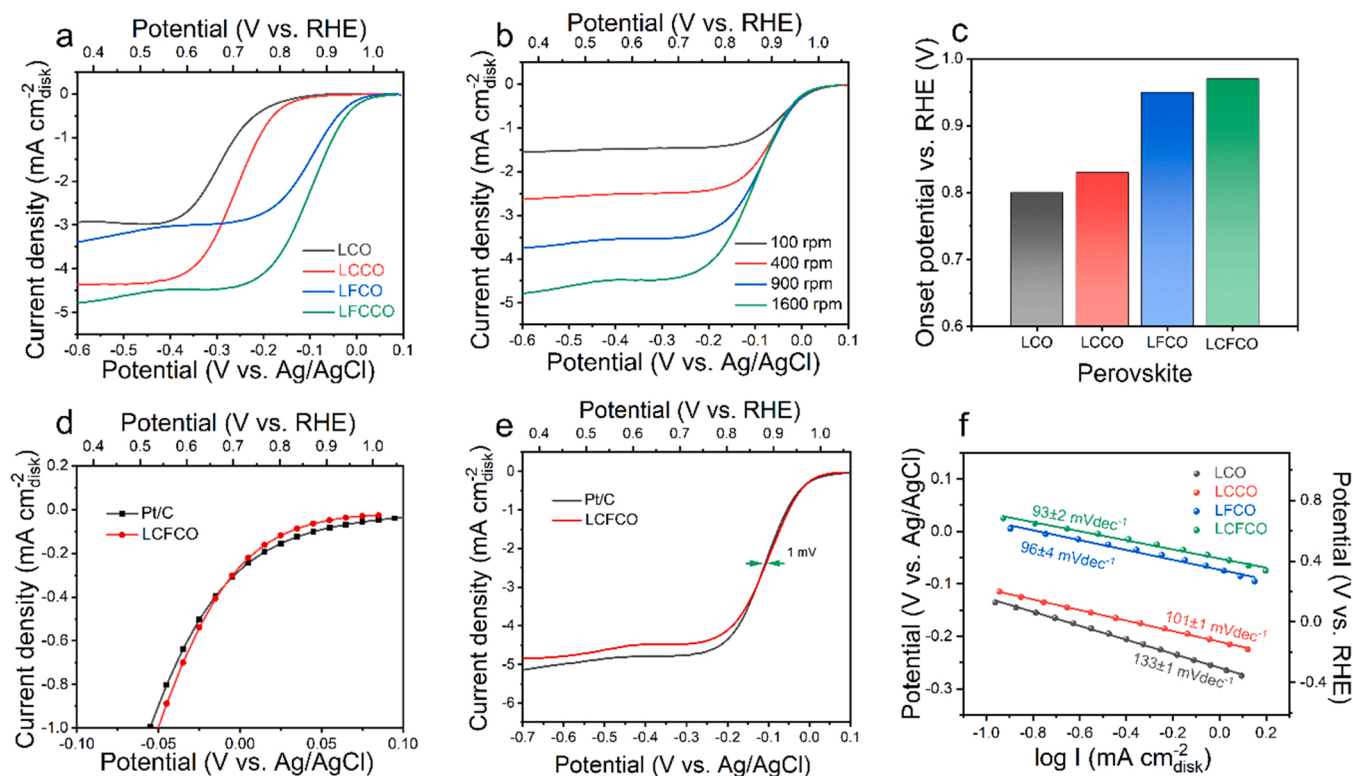 a
Potential (V vs. RHE)
0.4 0.5 0.6 0.7 0.8 0.9 1.0
Current density (mA cm⁻²disk)
0
-1
-2
-3
-4
-5
LCO
LCCO
LFCO
LFCCO
-0.6 -0.5 -0.4 -0.3 -0.2 -0.1 0.0 0.1
Potential (V vs. Ag/AgCl)
b
Potential (V vs. RHE)
0.4 0.5 0.6 0.7 0.8 0.9 1.0
Current density (mA cm⁻²disk)
0
-1
-2
-3
-4
-5
100 rpm
400 rpm
900 rpm
1600 rpm
-0.6 -0.5 -0.4 -0.3 -0.2 -0.1 0.0 0.1
Potential (V vs. Ag/AgCl)
c
Onset potential vs. RHE (V)
1.0
0.9
0.8
0.7
0.6
LCO LCCO LFCO LCFCO
Perovskite
d
Potential (V vs. RHE)
0.4 0.5 0.6 0.7 0.8 0.9 1.0
Current density (mA cm⁻²disk)
0.2
0.0
-0.2
-0.4
-0.6
-0.8
-1.0
Pt/C
LCFCO
-0.10 -0.05 0.00 0.05 0.10
Potential (V vs. Ag/AgCl)
e
Potential (V vs. RHE)
0.4 0.5 0.6 0.7 0.8 0.9 1.0
Current density (mA cm⁻²disk)
0
-1
-2
-3
-4
-5
-6
Pt/C
LCFCO
1 mV
-0.7 -0.6 -0.5 -0.4 -0.3 -0.2 -0.1 -0.0 -0.1
Potential (V vs. Ag/AgCl)
f
Potential (V vs. Ag/AgCl)
0.1
0.0
-0.1
-0.2
-0.3
LCO
LCCO
LFCO
LCFCO
93±2 mVdec⁻¹
96±4 mVdec⁻¹
101±1 mVdec⁻¹
133±1 mVdec⁻¹
0.8
0.4
0.2
0.0
-0.4
Potential (V vs. RHE)
-1.0 -0.8 -0.6 -0.4 -0.2 0.0 0.2
log I (mA cm⁻²disk)